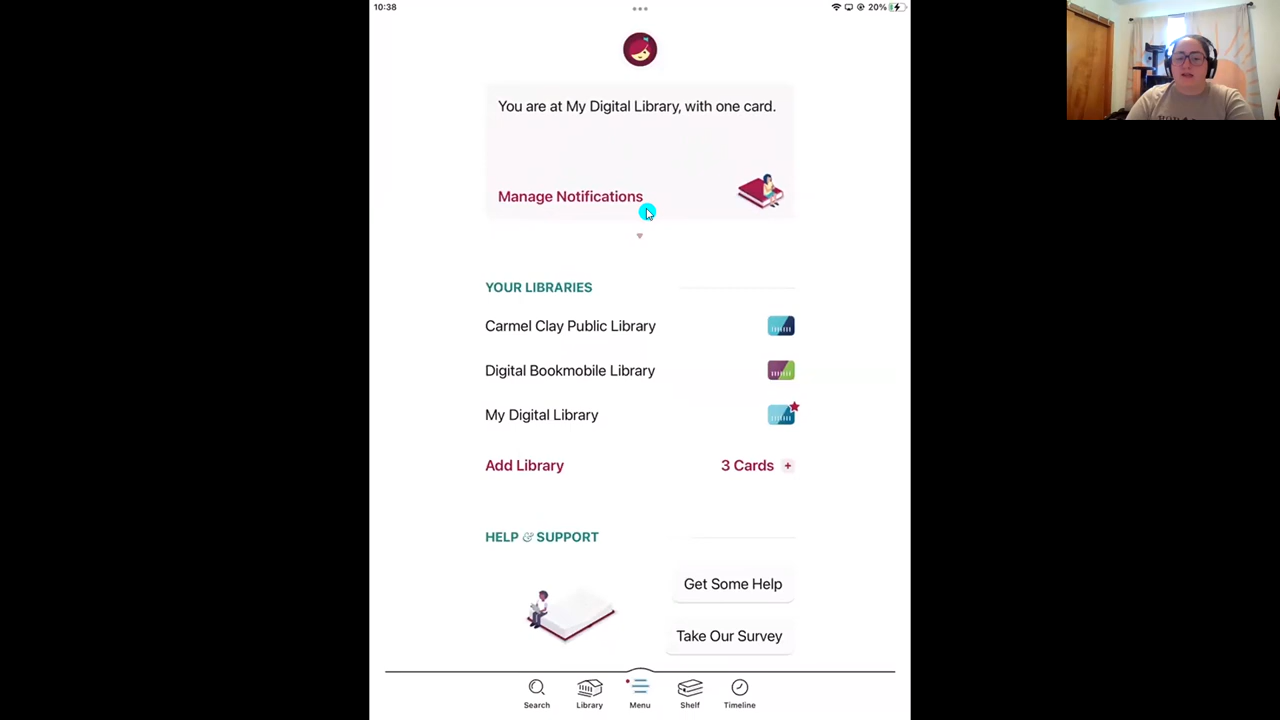 10:38
20%
You are at My Digital Library, with one card.
Manage Notifications
YOUR LIBRARIES
Carmel Clay Public Library
Digital Bookmobile Library
My Digital Library
Add Library
3 Cards +
HELP & SUPPORT
Get Some Help
Take Our Survey
Search
Library
Menu
Shelf
Timeline